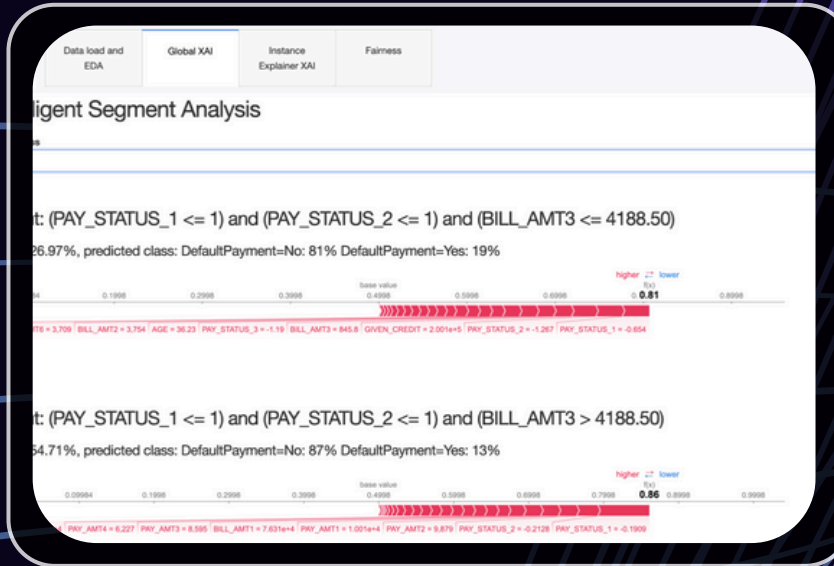 Data load and EDA
Global XAI
Instance Explainer XAI
Fairness
ligent Segment Analysis
t: (PAY_STATUS_1 <= 1) and (PAY_STATUS_2 <= 1) and (BILL_AMT3 <= 4188.50)
26.97%, predicted class: DefaultPayment=No: 81% DefaultPayment=Yes: 19%
higher ⇄ lower
base value f(x)
0.1998 0.2998 0.3998 0.4998 0.5998 0.6998 0.81 0.8998
MT6 = 3,709 BILL_AMT2 = 3,754 AGE = 36.23 PAY_STATUS_3 = -1.19 BILL_AMT3 = 845.8 GIVEN_CREDIT = 2.001e+5 PAY_STATUS_2 = -1.267 PAY_STATUS_1 = -0.654
t: (PAY_STATUS_1 <= 1) and (PAY_STATUS_2 <= 1) and (BILL_AMT3 > 4188.50)
54.71%, predicted class: DefaultPayment=No: 87% DefaultPayment=Yes: 13%
higher ⇄ lower
base value f(x)
0.09984 0.1998 0.2998 0.3998 0.4998 0.5998 0.6998 0.7998 0.86 0.8998 0.9998
4 PAY_AMT4 = 6,227 PAY_AMT3 = 8,595 BILL_AMT1 = 7.631e+4 PAY_AMT1 = 1.001e+4 PAY_AMT2 = 9,879 PAY_STATUS_2 = -0.2128 PAY_STATUS_1 = -0.1909